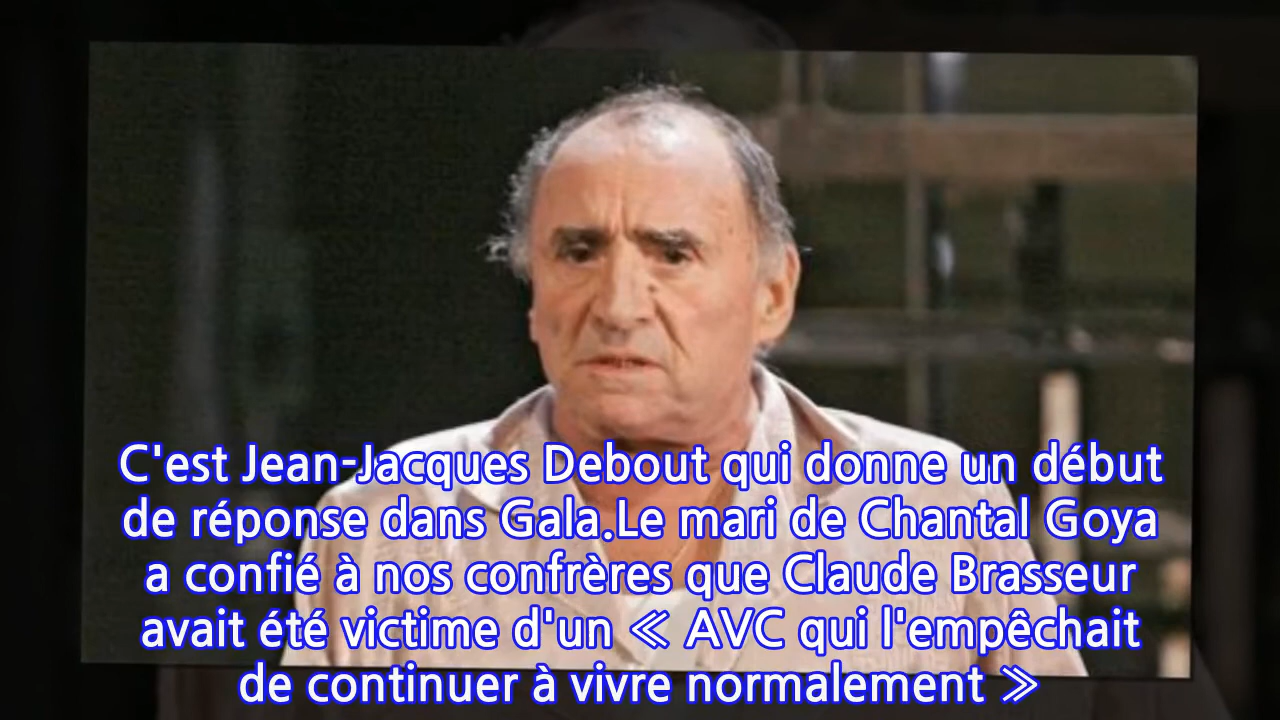 C'est Jean-Jacques Debout qui donne un début
de réponse dans Gala.Le mari de Chantal Goya
a confié à nos confrères que Claude Brasseur
avait été victime d'un ≪ AVC qui l'empêchait
de continuer à vivre normalement ≫